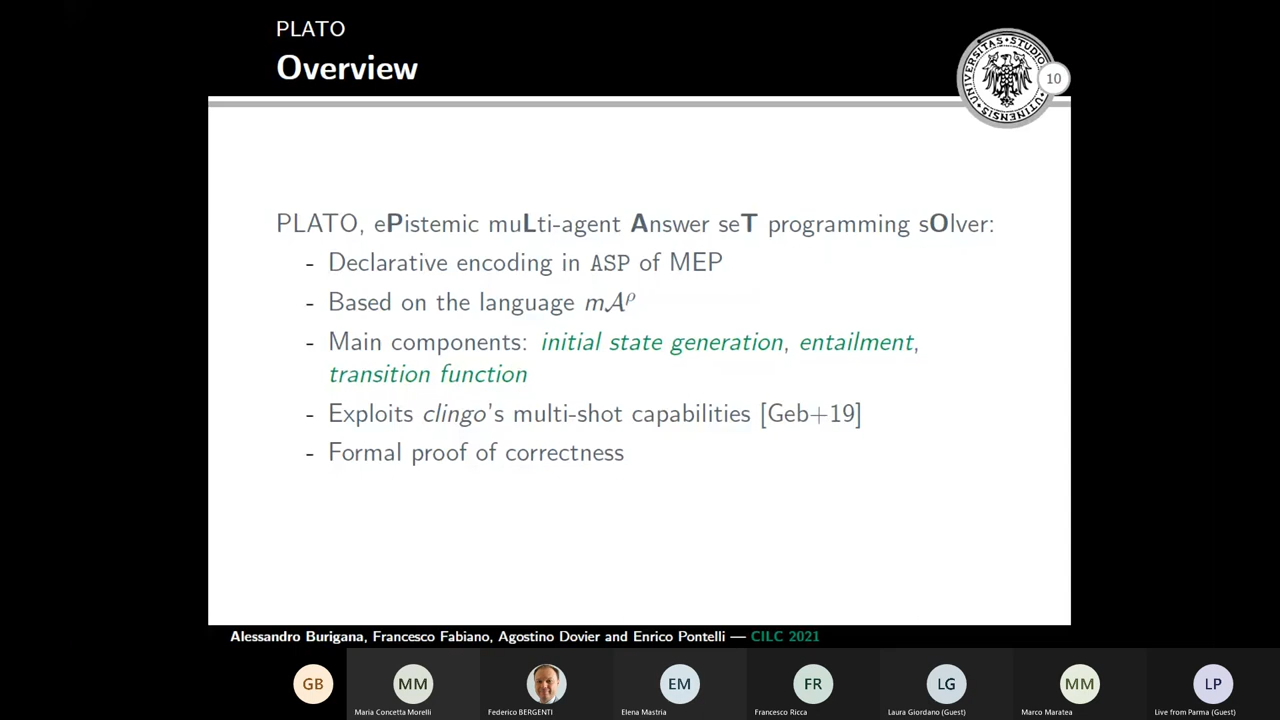 PLATO
Overview
UNIVERSITAS STUDIORUM UTINENSIS
10
PLATO, ePistemic muLti-agent Answer seT programming sOlver:
- Declarative encoding in ASP of MEP
- Based on the language mA^ρ
- Main components: initial state generation, entailment,
transition function
- Exploits clingo's multi-shot capabilities [Geb+19]
- Formal proof of correctness
Alessandro Burigana, Francesco Fabiano, Agostino Dovier and Enrico Pontelli — CILC 2021
GB
MM
EM
FR
LG
MM
LP
Maria Concetta Morelli
Federico BERGENTI
Elena Mastria
Francesco Ricca
Laura Giordano (Guest)
Marco Maratea
Live from Parma (Guest)